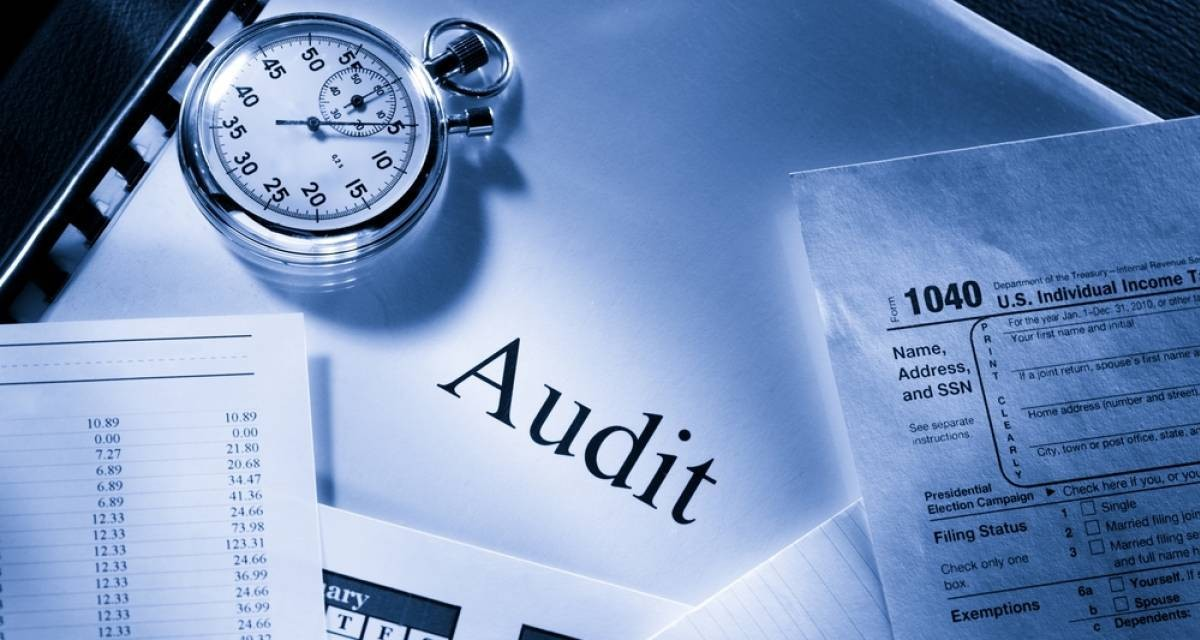 55
50
45
40
35
30
25
20
15
10
5
Audit
10.89 10.89
0.00 0.00
7.27 21.80
6.89 20.68
6.89 34.47
6.89 41.36
12.33 24.66
12.33 73.98
12.33 123.31
12.33 24.66
12.33 36.99
12.33 24.66
12.33 36.99
12.33 24.66
ary
T F
Form 1040
Department of the Treasury—Internal Revenue
U.S. Individual Income
For the year Jan. 1–Dec. 31, 2010, or other
Name,
Address,
and SSN
See separate
instructions.
PRINT CLEARLY
Your first name and initial
If a joint return, spouse's first name
Home address (number and street)
City, town or post office, state,
Presidential
Election Campaign ▶ Check here if you, or
Filing Status
Check only one
box.
1 Single
2 Married filing
3 Married filing
and full name
Exemptions
6a Yourself. If
b Spouse
c Dependents: